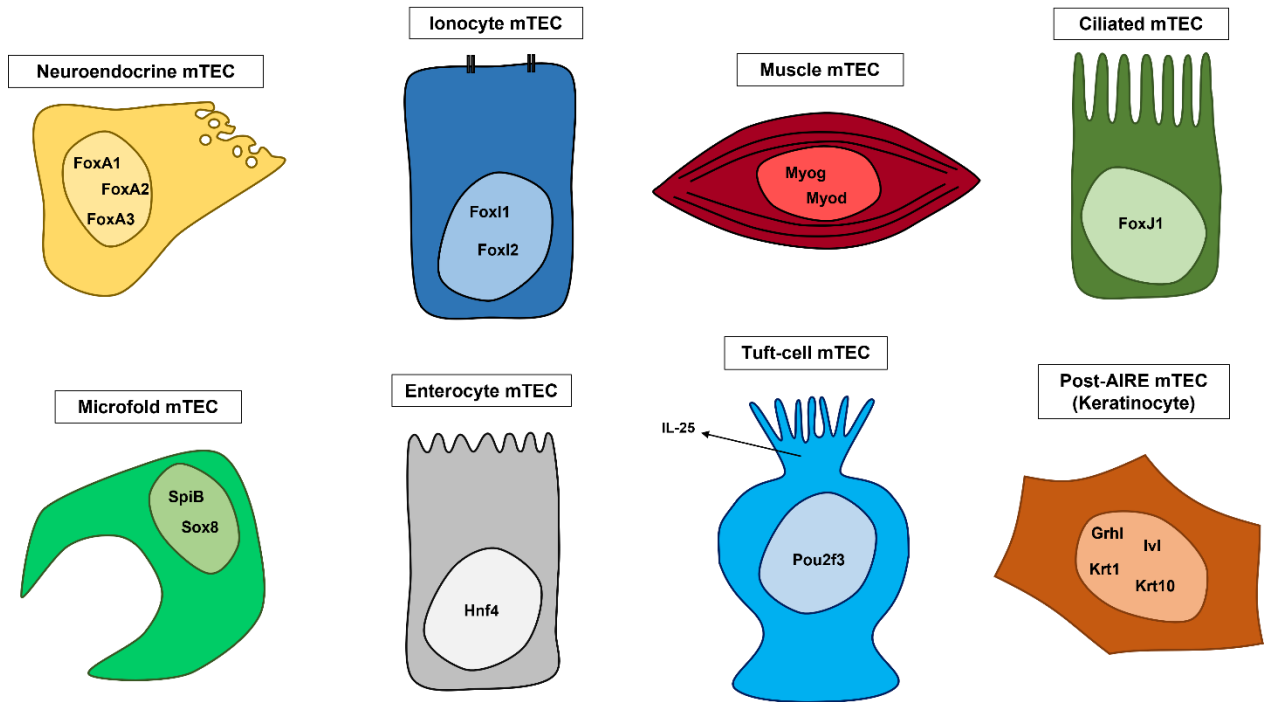 Neuroendocrine mTEC
FoxA1
FoxA2
FoxA3
Ionocyte mTEC
FoxI1
FoxI2
Muscle mTEC
Myog
Myod
Ciliated mTEC
FoxJ1
Microfold mTEC
SpiB
Sox8
Enterocyte mTEC
Hnf4
Tuft-cell mTEC
IL-25
Pou2f3
Post-AIRE mTEC
(Keratinocyte)
Grhl
Ivl
Krt1
Krt10